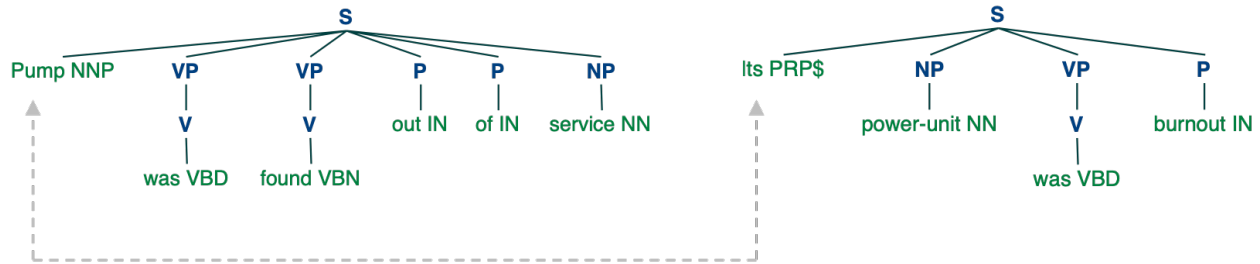 S S
Pump NNP VP VP P P NP Its PRP$ NP VP P
V V out IN of IN service NN power-unit NN V burnout IN
was VBD found VBN was VBD